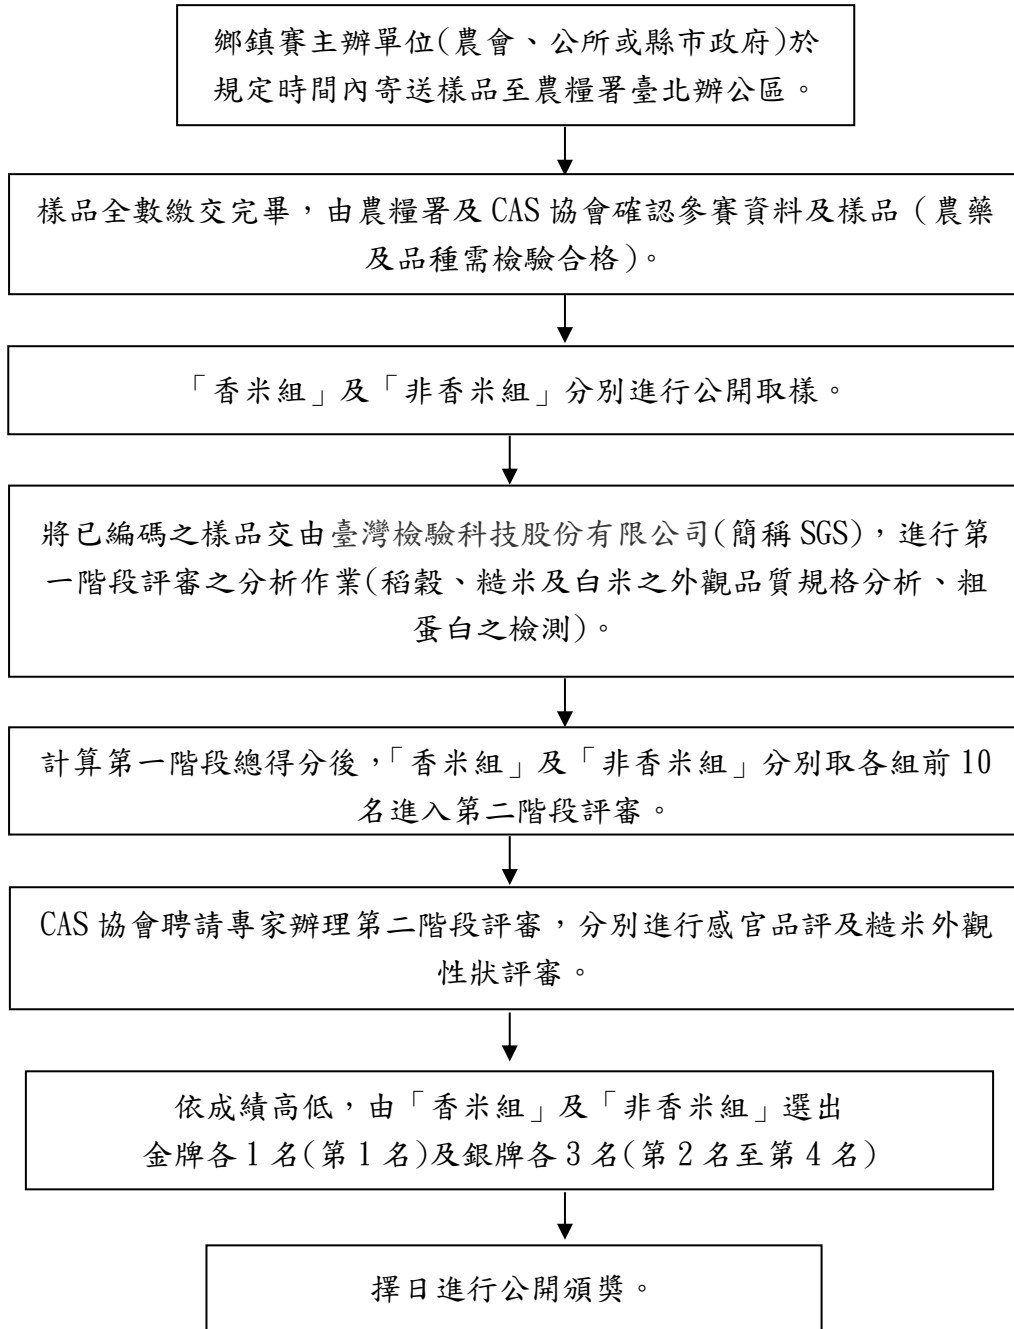 鄉鎮賽主辦單位(農會、公所或縣市政府)於
規定時間內寄送樣品至農糧署臺北辦公區。
樣品全數繳交完畢，由農糧署及 CAS 協會確認參賽資料及樣品（農藥
及品種需檢驗合格）。
「香米組」及「非香米組」分別進行公開取樣。
將已編碼之樣品交由臺灣檢驗科技股份有限公司(簡稱 SGS)，進行第
一階段評審之分析作業(稻穀、糙米及白米之外觀品質規格分析、粗
蛋白之檢測)。
計算第一階段總得分後，「香米組」及「非香米組」分別取各組前 10
名進入第二階段評審。
CAS 協會聘請專家辦理第二階段評審，分別進行感官品評及糙米外觀
性狀評審。
依成績高低，由「香米組」及「非香米組」選出
金牌各 1 名(第 1 名)及銀牌各 3 名(第 2 名至第 4 名)
擇日進行公開頒獎。